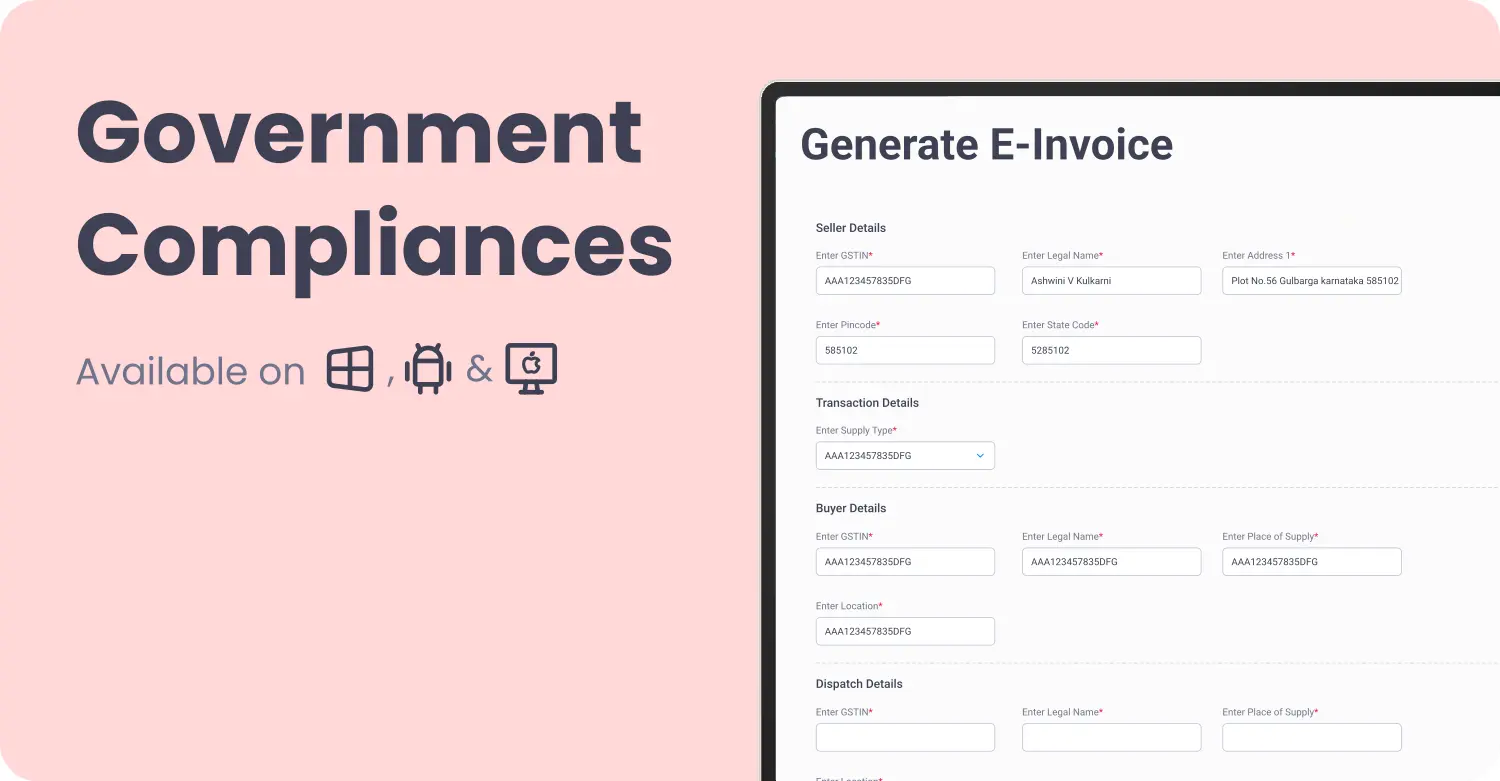 Government
Compliances
Available on , &
Generate E-Invoice
Seller Details
Enter GSTIN* Enter Legal Name* Enter Address 1*
AAA123457835DFG Ashwini V Kulkarni Plot No.56 Gulbarga karnataka 585102
Enter Pincode* Enter State Code*
585102 5285102
Transaction Details
Enter Supply Type*
AAA123457835DFG
Buyer Details
Enter GSTIN* Enter Legal Name* Enter Place of Supply*
AAA123457835DFG AAA123457835DFG AAA123457835DFG
Enter Location*
AAA123457835DFG
Dispatch Details
Enter GSTIN* Enter Legal Name* Enter Place of Supply*
Enter Location*